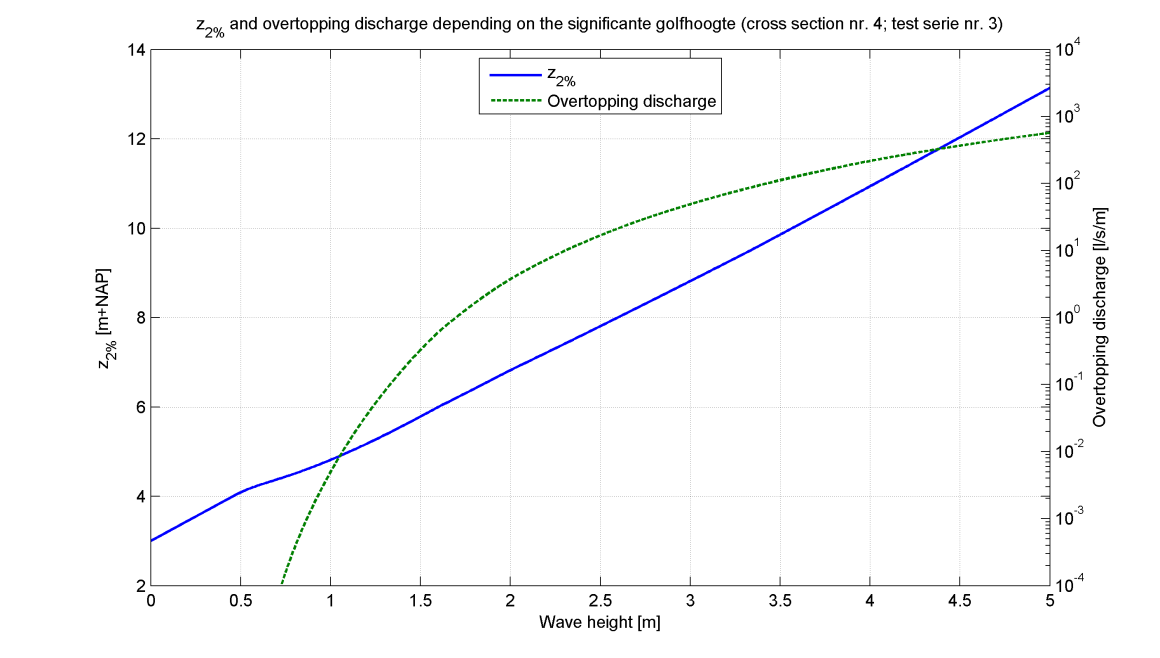 z2% and overtopping discharge depending on the significante golfhoogte (cross section nr. 4; test serie nr. 3)
z2%
Overtopping discharge
14
12
10
8
6
4
2
z2% [m+NAP]
10^4
10^3
10^2
10^1
10^0
10^-1
10^-2
10^-3
10^-4
Overtopping discharge [l/s/m]
0 0.5 1 1.5 2 2.5 3 3.5 4 4.5 5
Wave height [m]